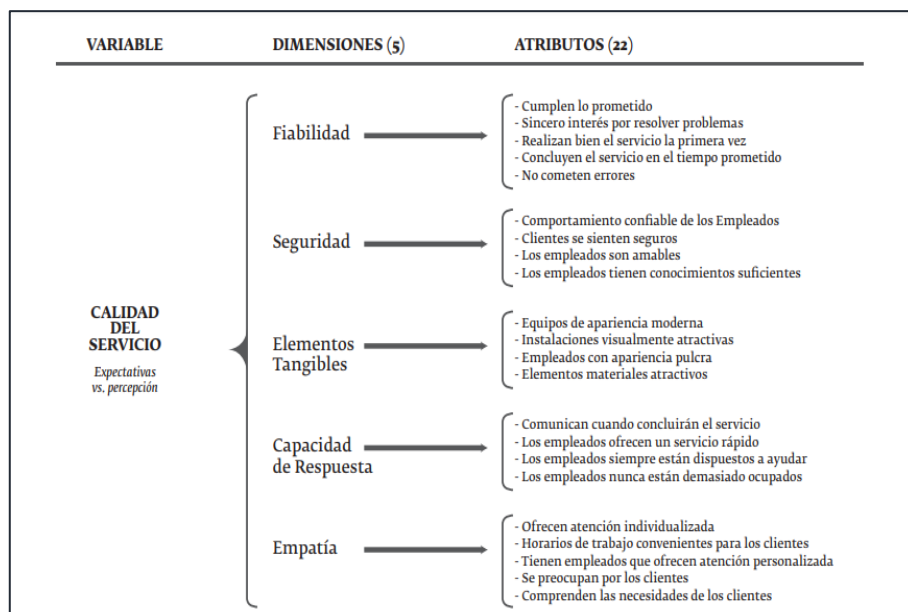 VARIABLE
DIMENSIONES (5)
ATRIBUTOS (22)
CALIDAD
DEL
SERVICIO
Expectativas
vs. percepción
Fiabilidad
- Cumplen lo prometido
- Sincero interés por resolver problemas
- Realizan bien el servicio la primera vez
- Concluyen el servicio en el tiempo prometido
- No cometen errores
Seguridad
- Comportamiento confiable de los Empleados
- Clientes se sienten seguros
- Los empleados son amables
- Los empleados tienen conocimientos suficientes
Elementos
Tangibles
- Equipos de apariencia moderna
- Instalaciones visualmente atractivas
- Empleados con apariencia pulcra
- Elementos materiales atractivos
Capacidad
de Respuesta
- Comunican cuando concluirán el servicio
- Los empleados ofrecen un servicio rápido
- Los empleados siempre están dispuestos a ayudar
- Los empleados nunca están demasiado ocupados
Empatía
- Ofrecen atención individualizada
- Horarios de trabajo convenientes para los clientes
- Tienen empleados que ofrecen atención personalizada
- Se preocupan por los clientes
- Comprenden las necesidades de los clientes